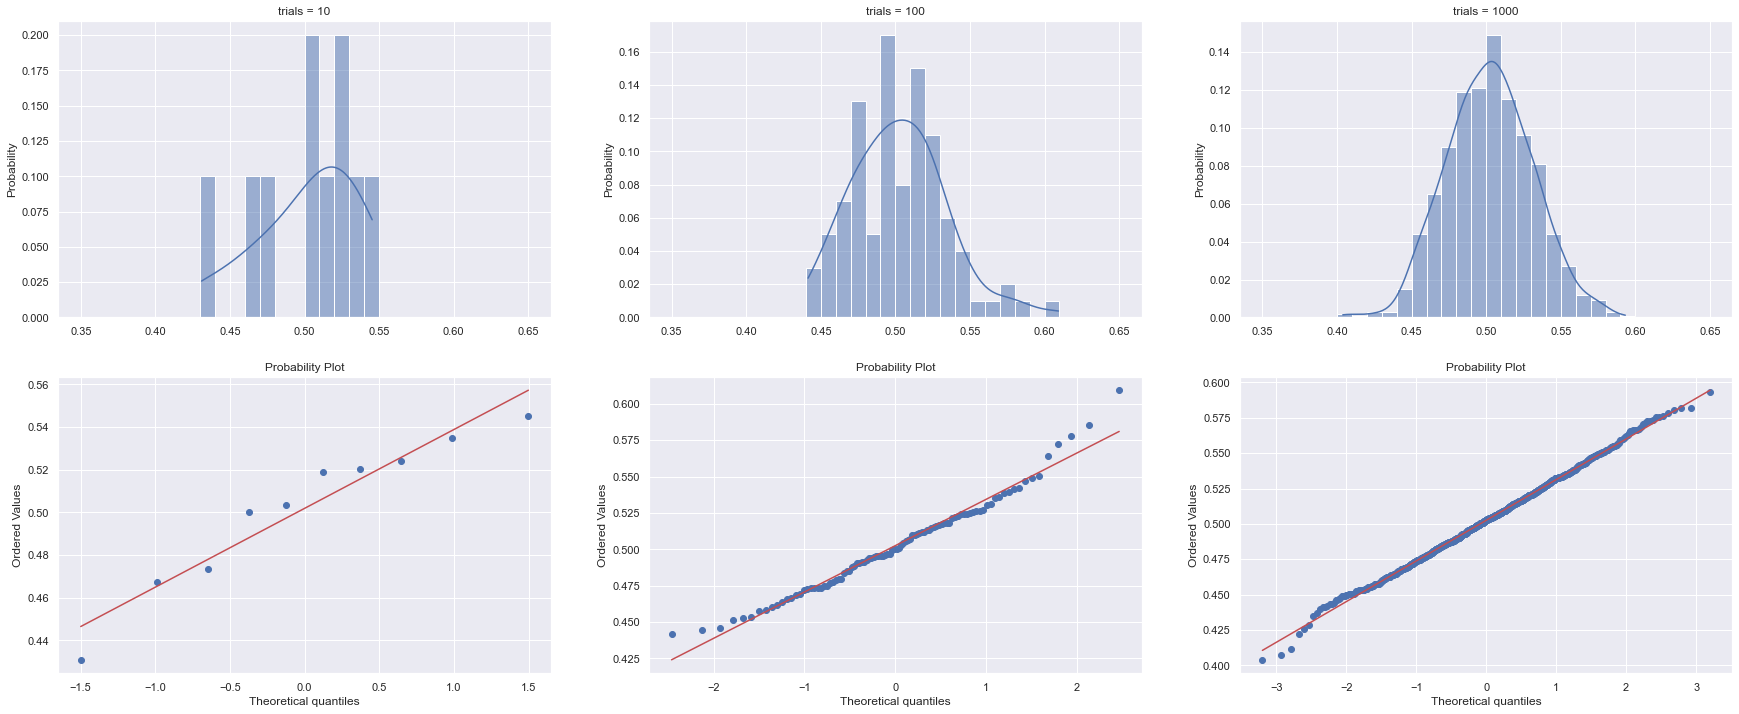 trials = 10
Probability
0.200
0.175
0.150
0.125
0.100
0.075
0.050
0.025
0.000
0.35 0.40 0.45 0.50 0.55 0.60 0.65
trials = 100
Probability
0.16
0.14
0.12
0.10
0.08
0.06
0.04
0.02
0.00
0.35 0.40 0.45 0.50 0.55 0.60 0.65
trials = 1000
Probability
0.14
0.12
0.10
0.08
0.06
0.04
0.02
0.00
0.35 0.40 0.45 0.50 0.55 0.60 0.65
Probability Plot
Ordered Values
0.56
0.54
0.52
0.50
0.48
0.46
0.44
−1.5 −1.0 −0.5 0.0 0.5 1.0 1.5
Theoretical quantiles
Probability Plot
Ordered Values
0.600
0.575
0.550
0.525
0.500
0.475
0.450
0.425
−2 −1 0 1 2
Theoretical quantiles
Probability Plot
Ordered Values
0.600
0.575
0.550
0.525
0.500
0.475
0.450
0.425
0.400
−3 −2 −1 0 1 2 3
Theoretical quantiles